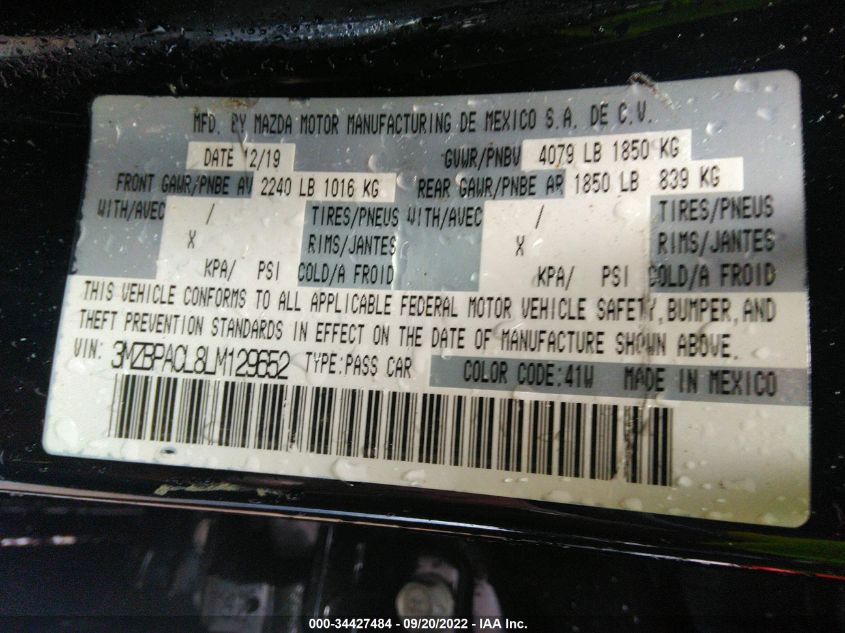 MFD. BY MAZDA MOTOR MANUFACTURING DE MEXICO S.A. DE C.V.
DATE 12/19 GVWR/PNBV 4079 LB 1850 KG
FRONT GAWR/PNBE AV 2240 LB 1016 KG REAR GAWR/PNBE AR 1850 LB 839 KG
WITH/AVEC / TIRES/PNEUS WITH/AVEC / TIRES/PNEUS
X RIMS/JANTES X RIMS/JANTES
KPA/ PSI COLD/A FROID KPA/ PSI COLD/A FROID
THIS VEHICLE CONFORMS TO ALL APPLICABLE FEDERAL MOTOR VEHICLE SAFETY, BUMPER, AND
THEFT PREVENTION STANDARDS IN EFFECT ON THE DATE OF MANUFACTURE SHOWN ABOVE.
VIN: 3MZBPACL8LM129652 TYPE:PASS CAR COLOR CODE:41W MADE IN MEXICO
000-34427484 - 09/20/2022 - IAA Inc.